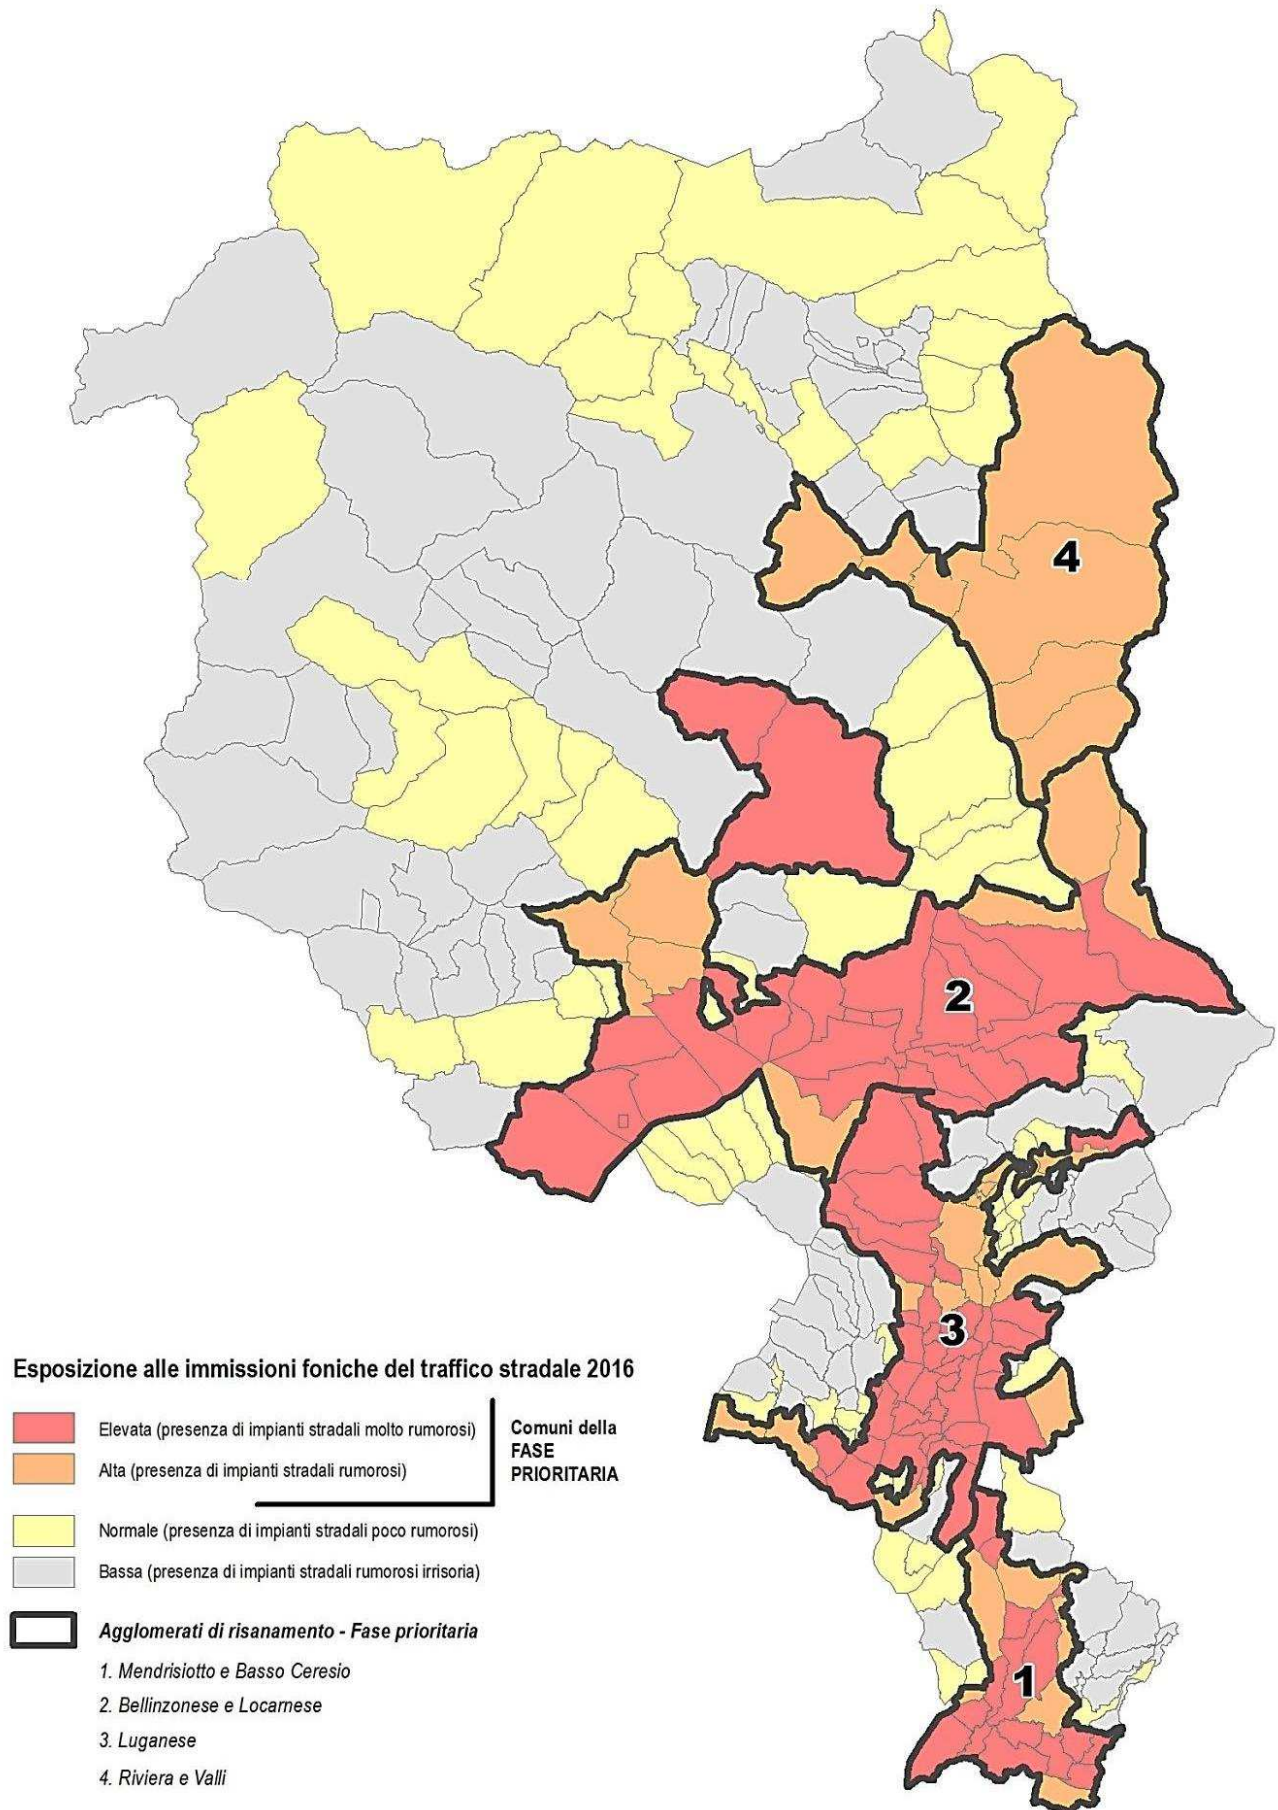 4
2
3
1
Esposizione alle immissioni foniche del traffico stradale 2016
Elevata (presenza di impianti stradali molto rumorosi)
Alta (presenza di impianti stradali rumorosi)
Comuni della
FASE
PRIORITARIA
Normale (presenza di impianti stradali poco rumorosi)
Bassa (presenza di impianti stradali rumorosi irrisoria)
Agglomerati di risanamento - Fase prioritaria
1. Mendrisiotto e Basso Ceresio
2. Bellinzonese e Locarnese
3. Luganese
4. Riviera e Valli